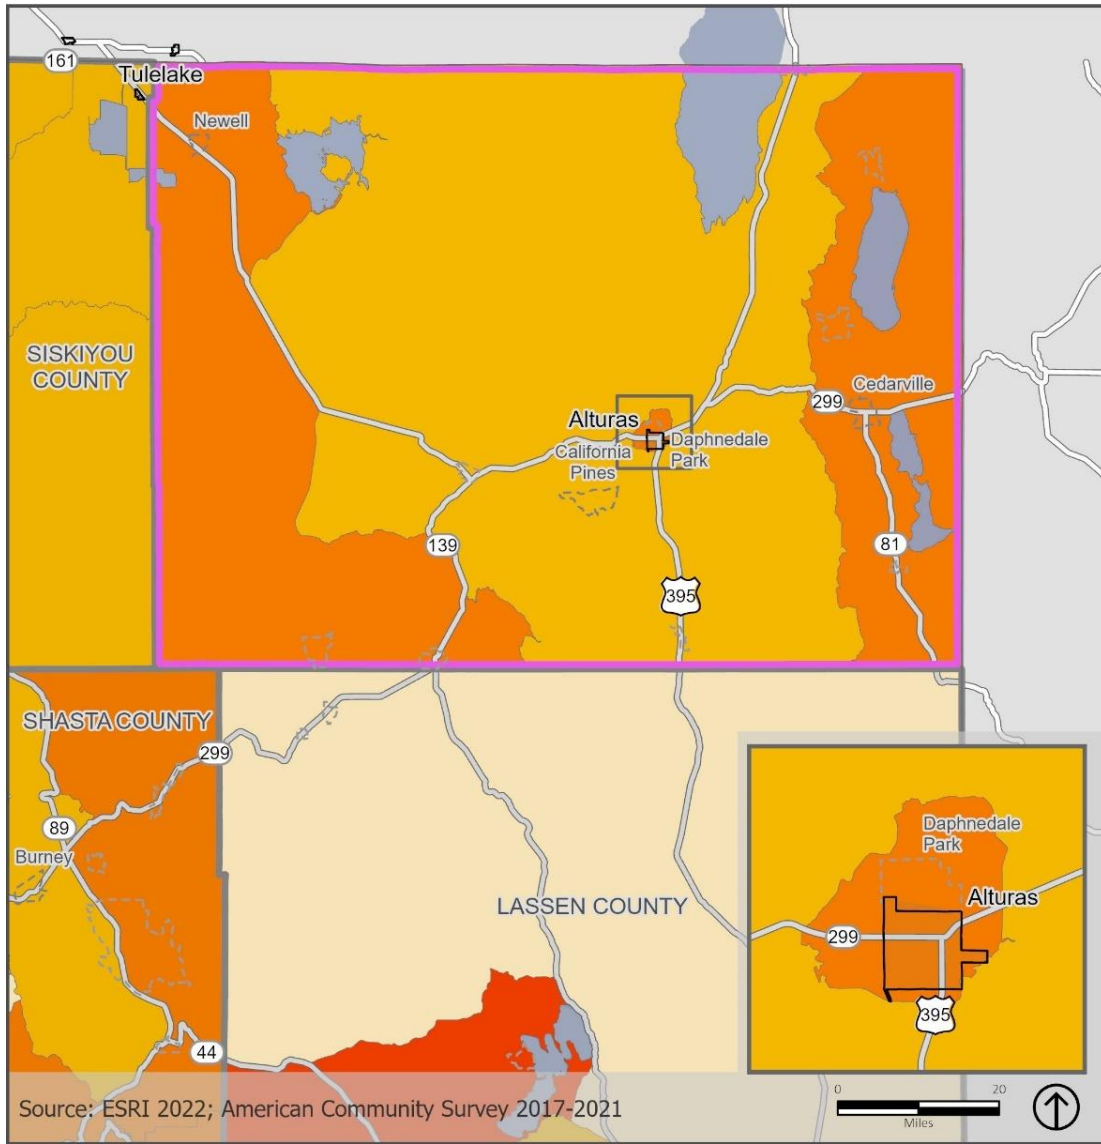 161
Tulelake
Newell
SISKIYOU
COUNTY
Cedarville
299
Alturas
Daphnedale
Park
California
Pines
139
81
395
SHASTA COUNTY
299
89
Burney
LASSEN COUNTY
44
Daphnedale
Park
Alturas
299
395
Source: ESRI 2022; American Community Survey 2017-2021
0 20
Miles